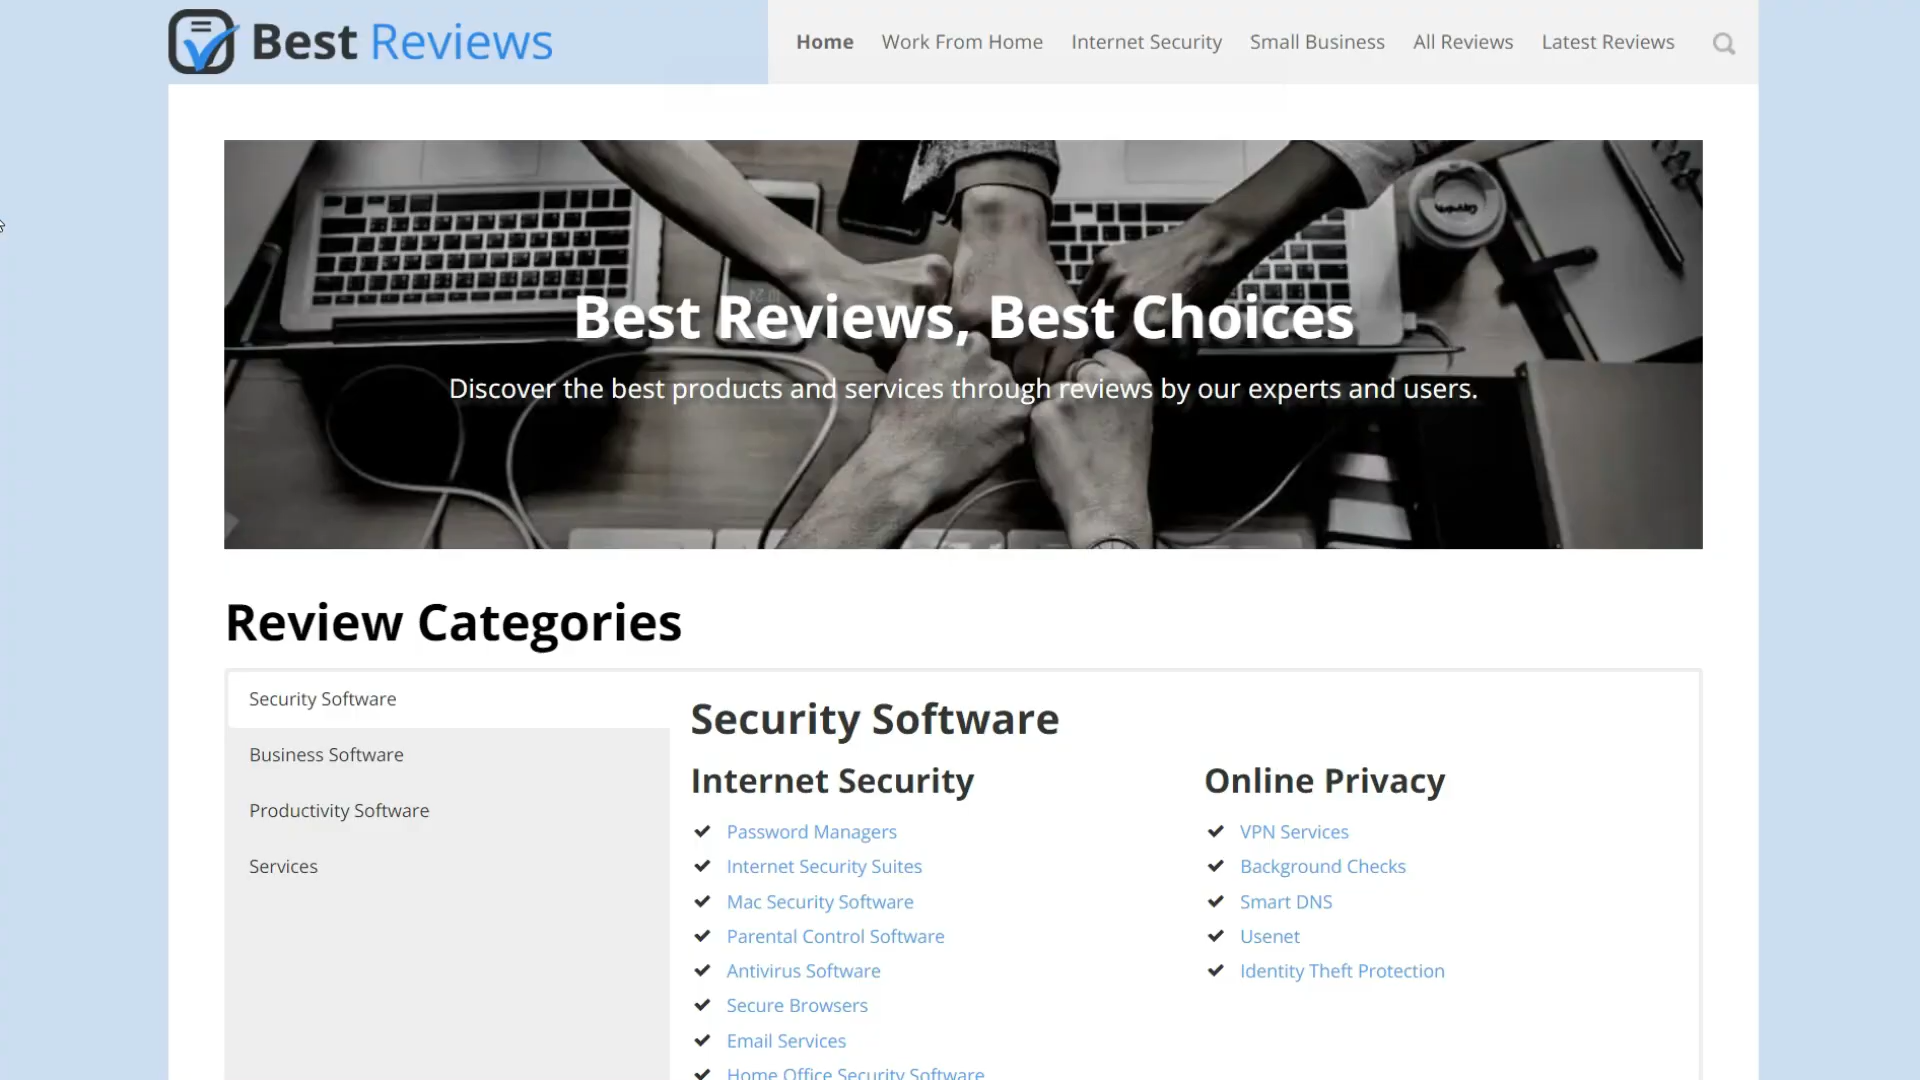 Best Reviews
Home
Work From Home
Internet Security
Small Business
All Reviews
Latest Reviews
Best Reviews, Best Choices
Discover the best products and services through reviews by our experts and users.
Review Categories
Security Software
Business Software
Productivity Software
Services
Security Software
Internet Security
Password Managers
Internet Security Suites
Mac Security Software
Parental Control Software
Antivirus Software
Secure Browsers
Email Services
Home Office Security Software
Online Privacy
VPN Services
Background Checks
Smart DNS
Usenet
Identity Theft Protection